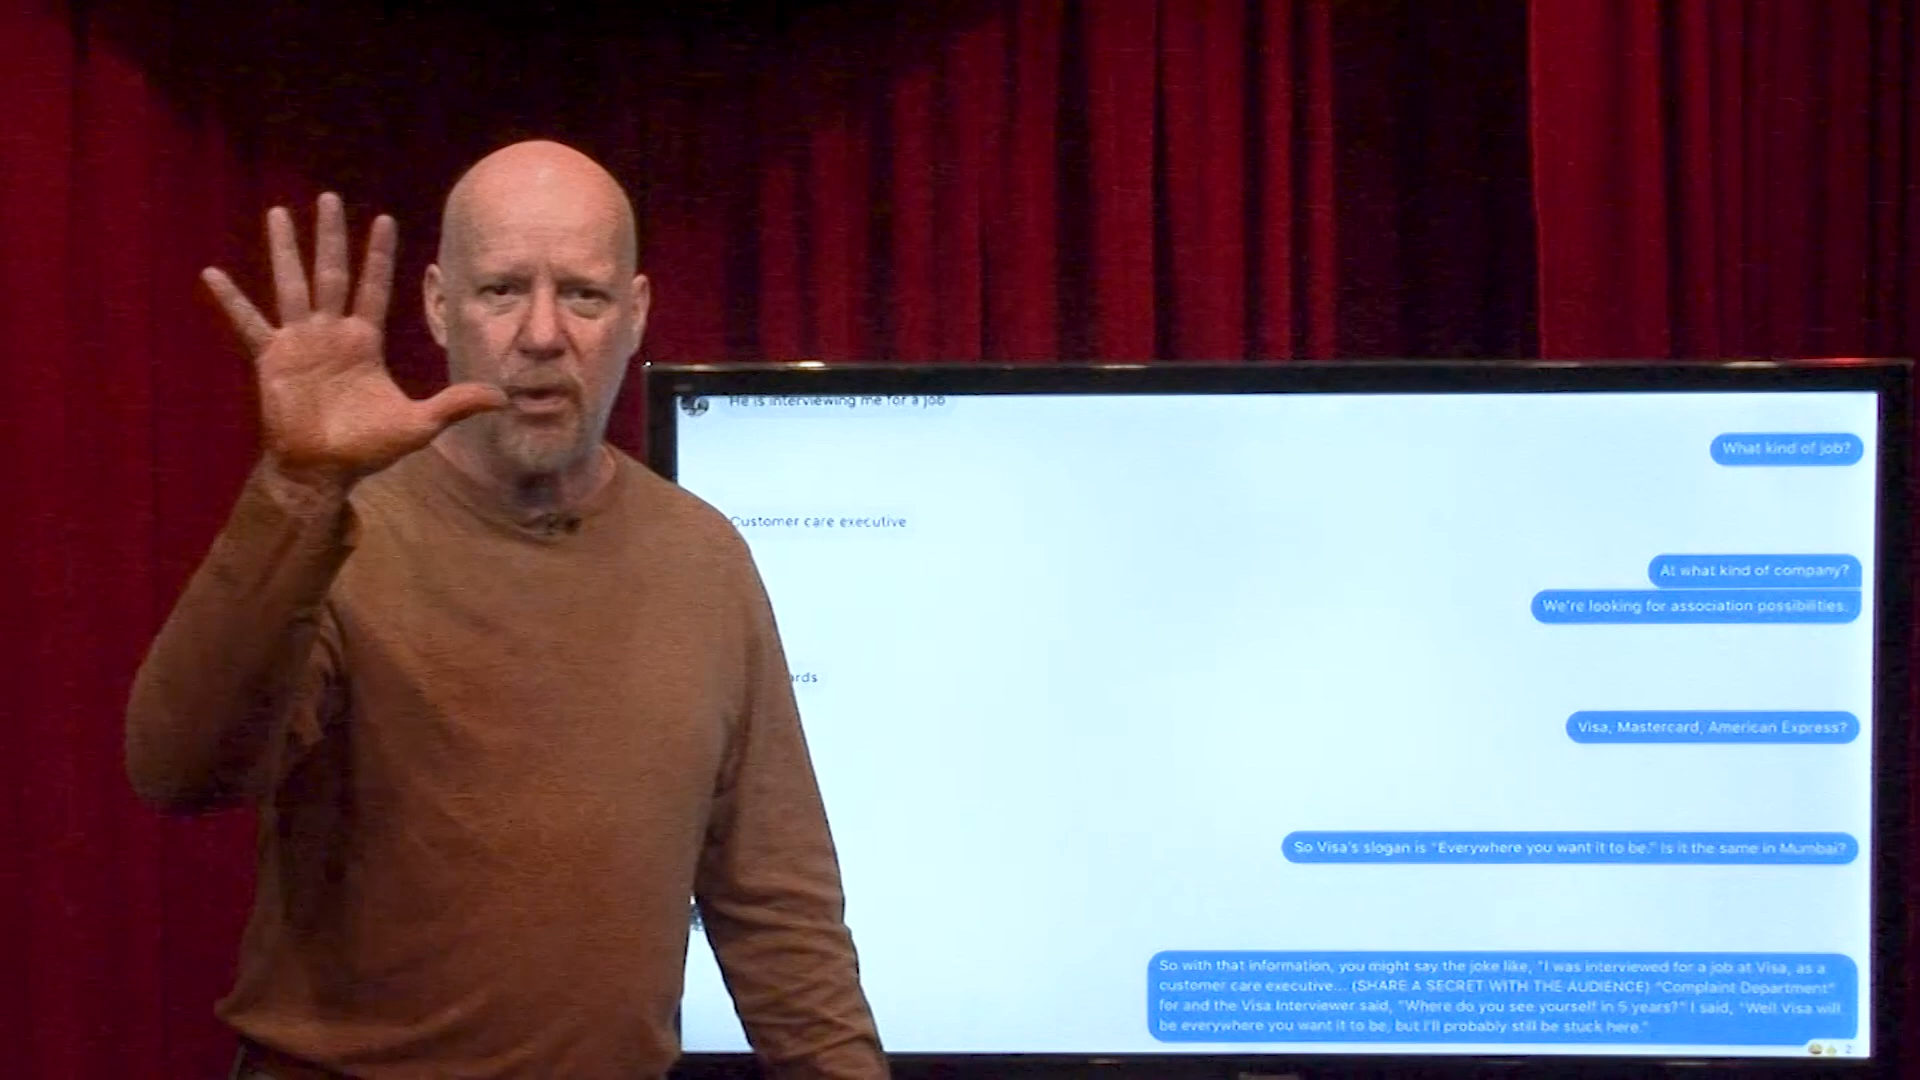 He is interviewing me for a job
What kind of job?
Customer care executive
At what kind of company?
We're looking for association possibilities.
Visa, Mastercard, American Express?
So Visa's slogan is "Everywhere you want it to be." Is it the same in Mumbai?
So with that information, you might say the joke like, "I was interviewed for a job at Visa, as a
customer care executive... (SHARE A SECRET WITH THE AUDIENCE) "Complaint Department"
for and the Visa Interviewer said, "Where do you see yourself in 5 years?" I said, "Well Visa will
be everywhere you want it to be, but I'll probably still be stuck here."
2